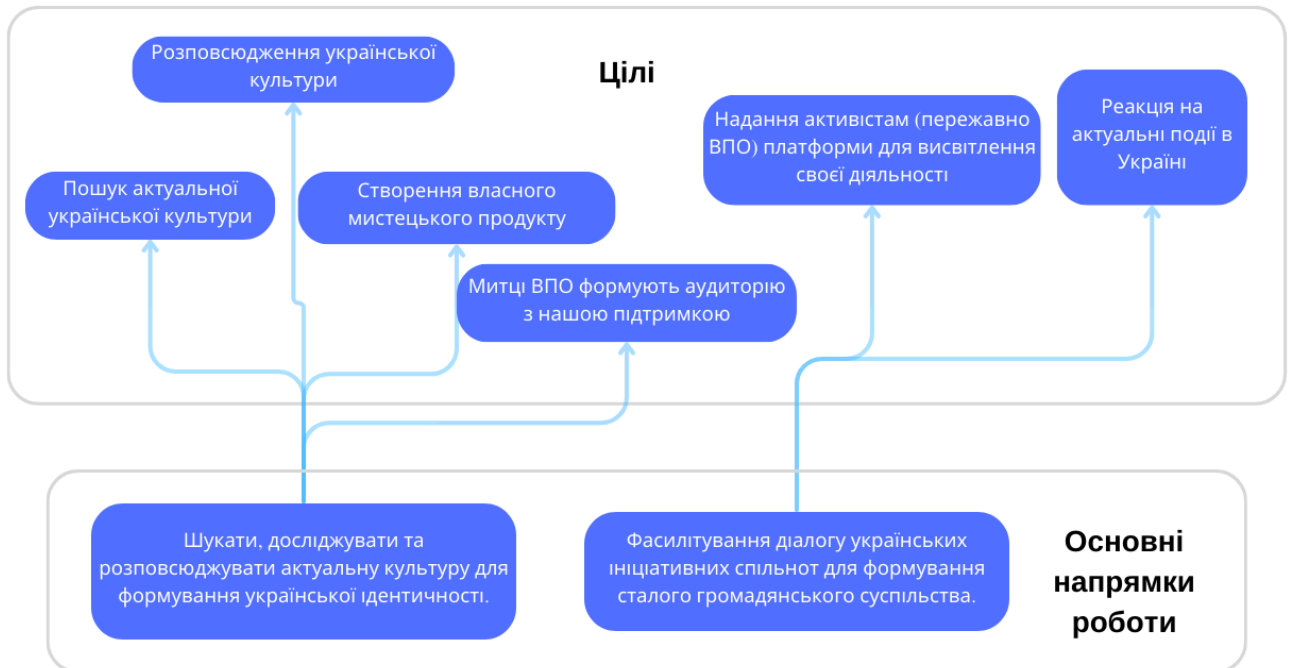 Цілі
Розповсюдження української
культури
Надання активістам (пережавно
ВПО) платформи для висвітлення
своєї діяльності
Реакція на
актуальні події в
Україні
Пошук актуальної
української культури
Створення власного
мистецького продукту
Митці ВПО формують аудиторію
з нашою підтримкою
Шукати, досліджувати та
розповсюджувати актуальну культуру для
формування української ідентичності.
Фасилітування діалогу українських
ініціативних спільнот для формування
сталого громадянського суспільства.
Основні
напрямки
роботи